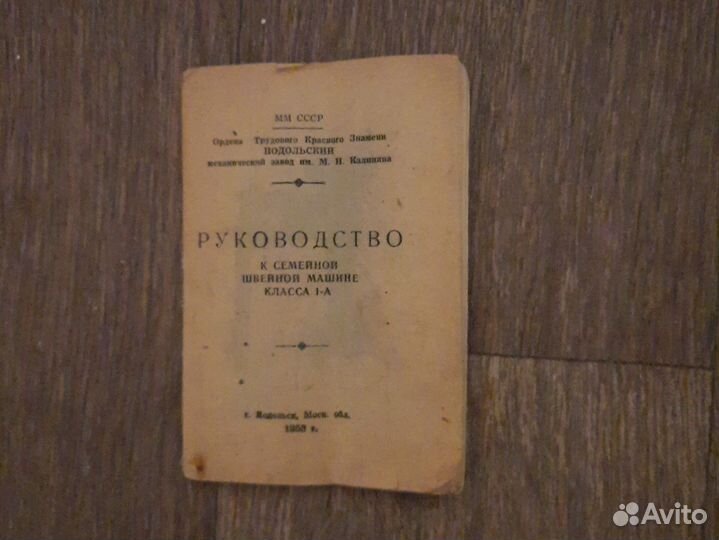 ММ СССР
Ордена Трудового Красного Знамени
ПОДОЛЬСКИЙ
механический завод им. М. И. Калинина
РУКОВОДСТВО
К СЕМЕЙНОЙ
ШВЕЙНОЙ МАШИНЕ
КЛАССА 1-А
г. Подольск, Моск. обл.
1953 г.
Avito